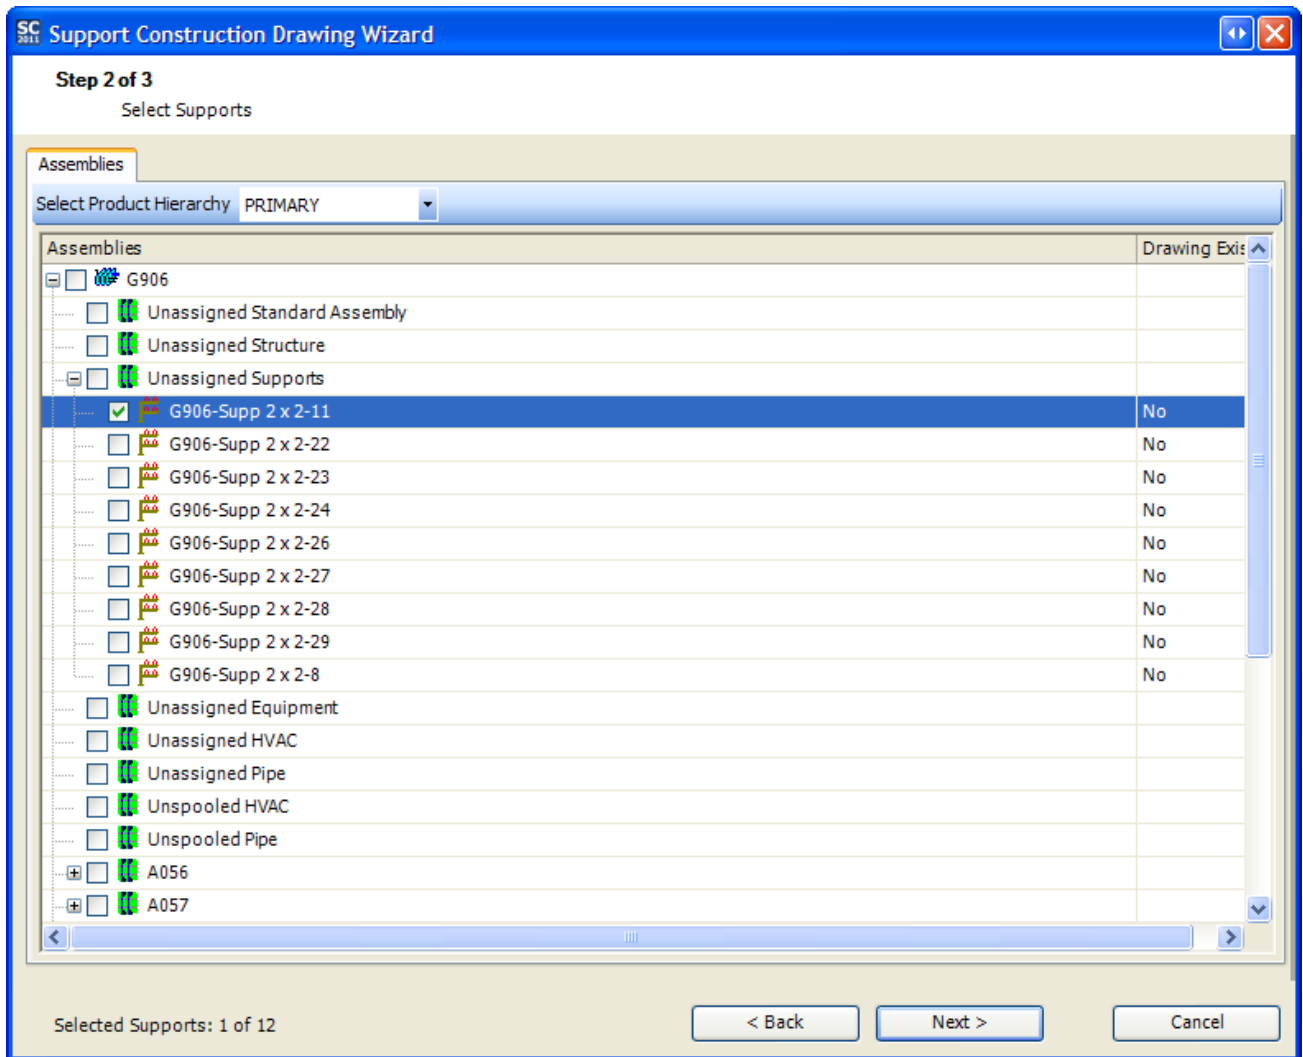 SC 2011 Support Construction Drawing Wizard
Step 2 of 3
Select Supports
Assemblies
Select Product Hierarchy PRIMARY
Assemblies Drawing Exis
G906
Unassigned Standard Assembly
Unassigned Structure
Unassigned Supports
G906-Supp 2 x 2-11 No
G906-Supp 2 x 2-22 No
G906-Supp 2 x 2-23 No
G906-Supp 2 x 2-24 No
G906-Supp 2 x 2-26 No
G906-Supp 2 x 2-27 No
G906-Supp 2 x 2-28 No
G906-Supp 2 x 2-29 No
G906-Supp 2 x 2-8 No
Unassigned Equipment
Unassigned HVAC
Unassigned Pipe
Unspooled HVAC
Unspooled Pipe
A056
A057
Selected Supports: 1 of 12 < Back Next > Cancel